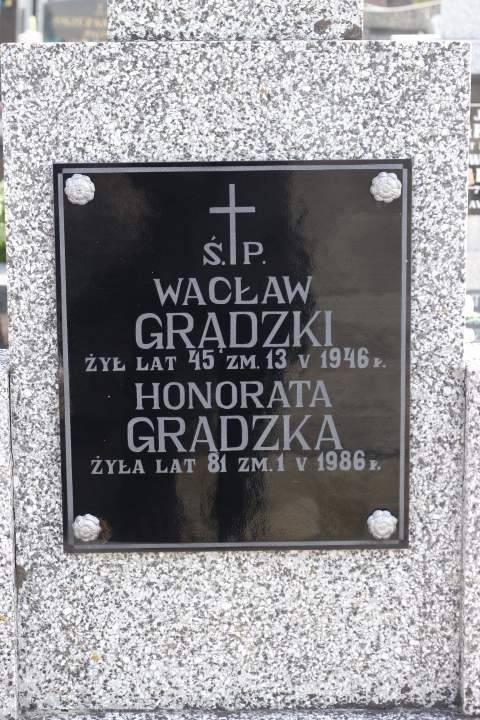 Ś. P.
WACŁAW
GRĄDZKI
ŻYŁ LAT 45 ZM. 13 V 1946 R.
HONORATA
GRĄDZKA
ŻYŁA LAT 81 ZM. 1 V 1986 R.